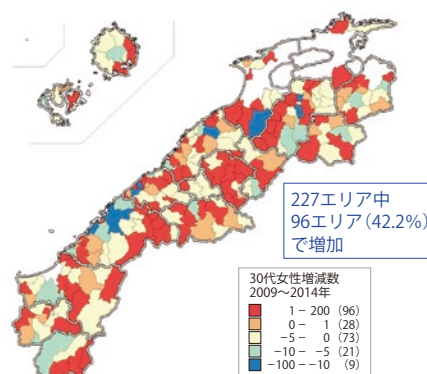 227エリア中
96エリア(42.2%)
で増加
30代女性増減数
2009〜2014年
1 − 200 (96)
0 − 1 (28)
−5 − 0 (73)
−10 − −5 (21)
−100 − −10 (9)